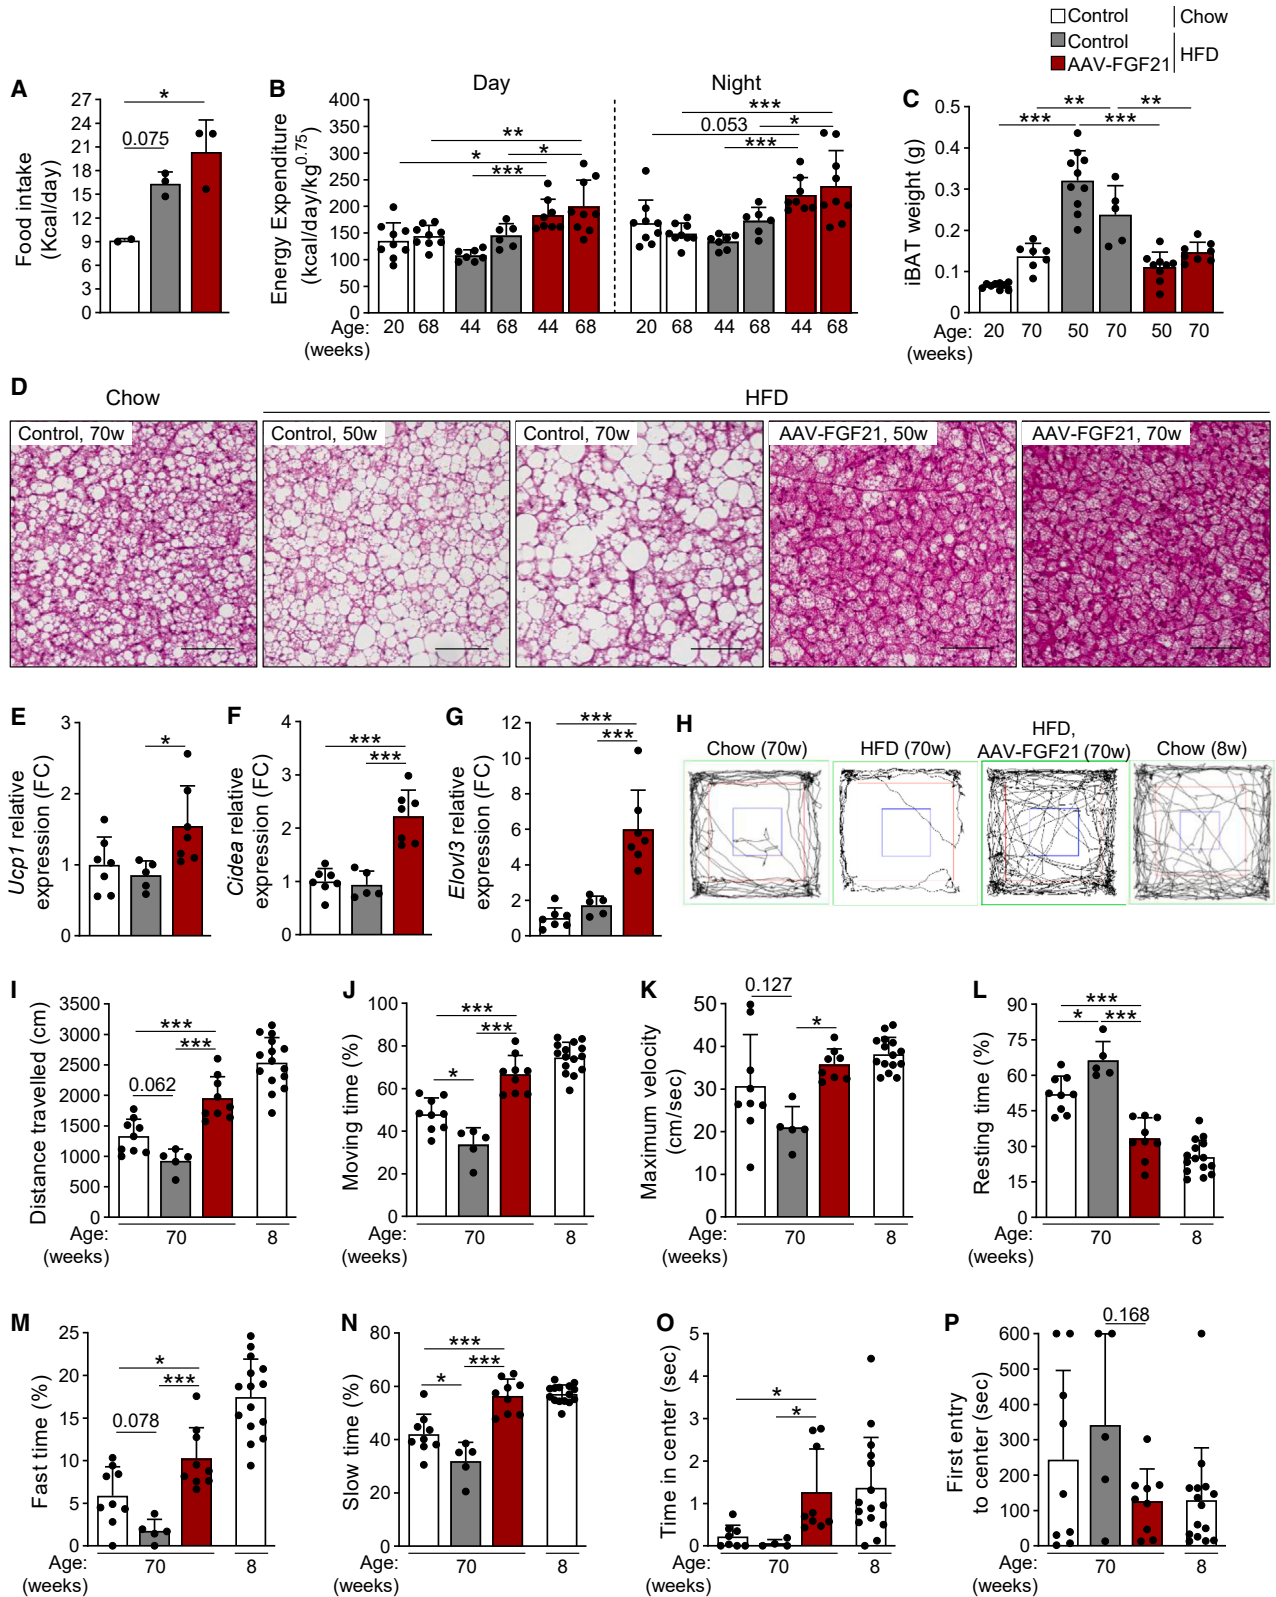 Control Chow
Control
AAV-FGF21 HFD
A
27
24
21
18
15
12
9
6
3
0
Food intake
(Kcal/day)
*
0.075
B
Day
Night
400
350
300
250
200
150
100
50
0
Energy Expenditure
(kcal/day/kg0.75)
**
*
*
***
***
0.053
*
***
Age:
(weeks)
20 68 44 68 44 68
20 68 44 68 44 68
C
0.5
0.4
0.3
0.2
0.1
0
iBAT weight (g)
** **
*** ***
Age:
(weeks)
20 70 50 70 50 70
D
Chow
HFD
Control, 70w
Control, 50w
Control, 70w
AAV-FGF21, 50w
AAV-FGF21, 70w
E
3
2
1
0
Ucp1 relative
expression (FC)
*
F
4
3
2
1
0
Cidea relative
expression (FC)
***
***
G
12
10
8
6
4
2
0
Elovl3 relative
expression (FC)
***
***
H
Chow (70w)
HFD (70w)
HFD,
AAV-FGF21 (70w)
Chow (8w)
I
3500
3000
2500
2000
1500
1000
500
0
Distance travelled (cm)
***
***
0.062
Age:
(weeks)
70 8
J
100
80
60
40
20
0
Moving time (%)
***
***
*
Age:
(weeks)
70 8
K
50
40
30
20
10
0
Maximum velocity
(cm/sec)
0.127
*
Age:
(weeks)
70 8
L
90
75
60
45
30
15
0
Resting time (%)
***
* ***
Age:
(weeks)
70 8
M
25
20
15
10
5
0
Fast time (%)
*
***
0.078
Age:
(weeks)
70 8
N
80
60
40
20
0
Slow time (%)
***
***
*
Age:
(weeks)
70 8
O
5
4
3
2
1
0
Time in center (sec)
*
*
Age:
(weeks)
70 8
P
600
500
400
300
200
100
0
First entry
to center (sec)
0.168
Age:
(weeks)
70 8